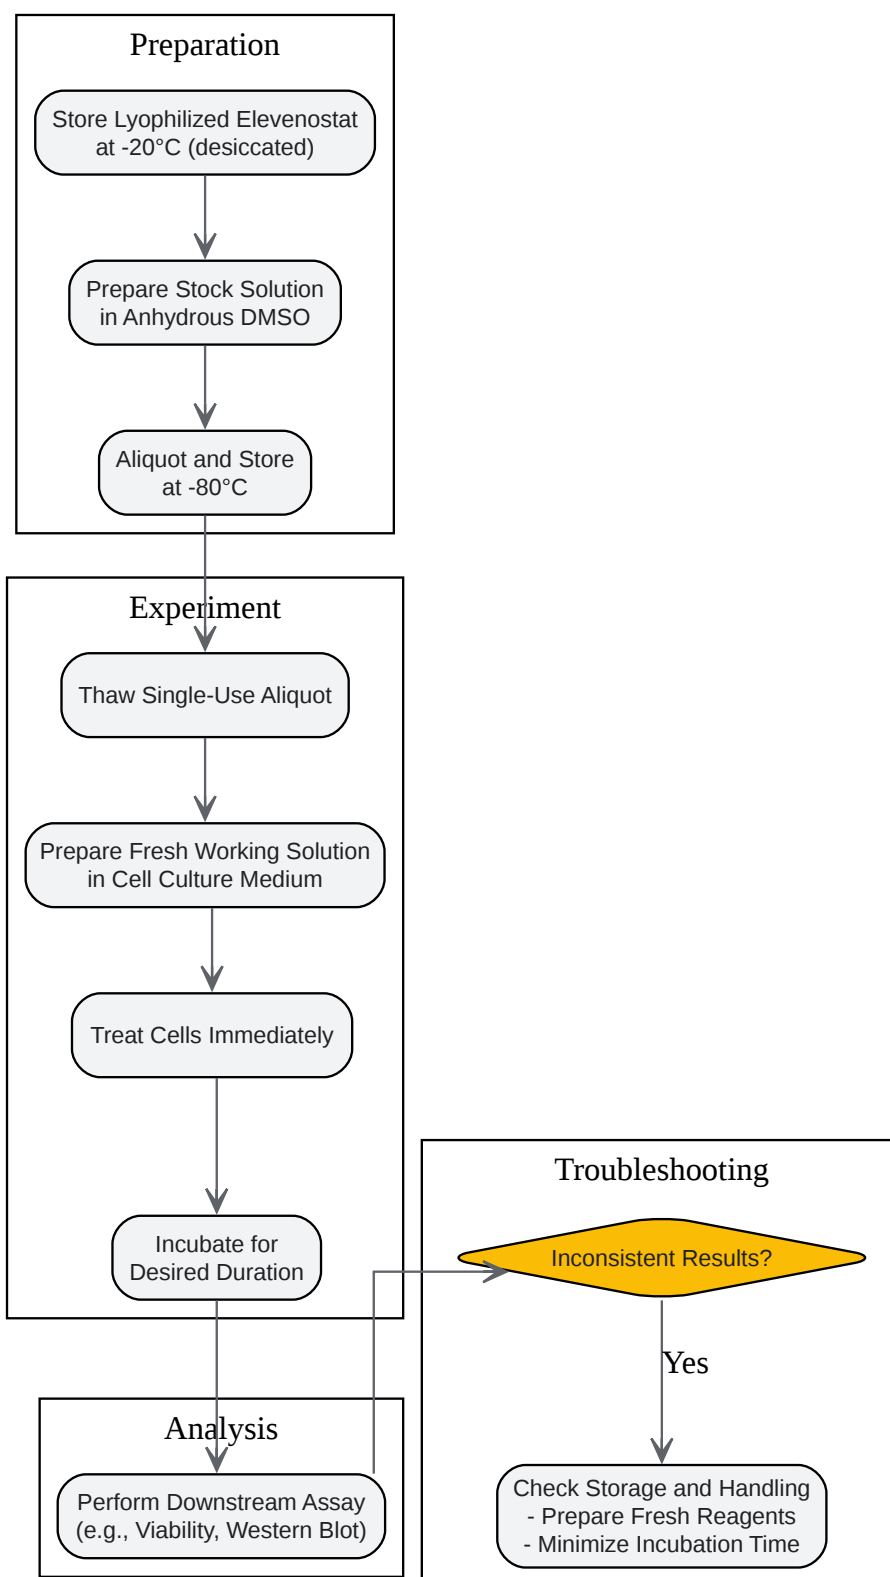 Preparation
Store Lyophilized Elevenostat
at -20°C (desiccated)
Prepare Stock Solution
in Anhydrous DMSO
Aliquot and Store
at -80°C
Experiment
Thaw Single-Use Aliquot
Prepare Fresh Working Solution
in Cell Culture Medium
Treat Cells Immediately
Incubate for
Desired Duration
Analysis
Perform Downstream Assay
(e.g., Viability, Western Blot)
Troubleshooting
Inconsistent Results?
Yes
Check Storage and Handling
- Prepare Fresh Reagents
- Minimize Incubation Time